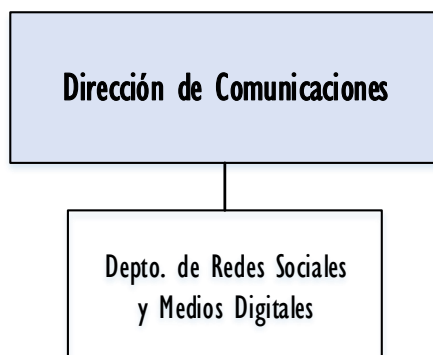 Dirección de Comunicaciones
Depto. de Redes Sociales
y Medios Digitales